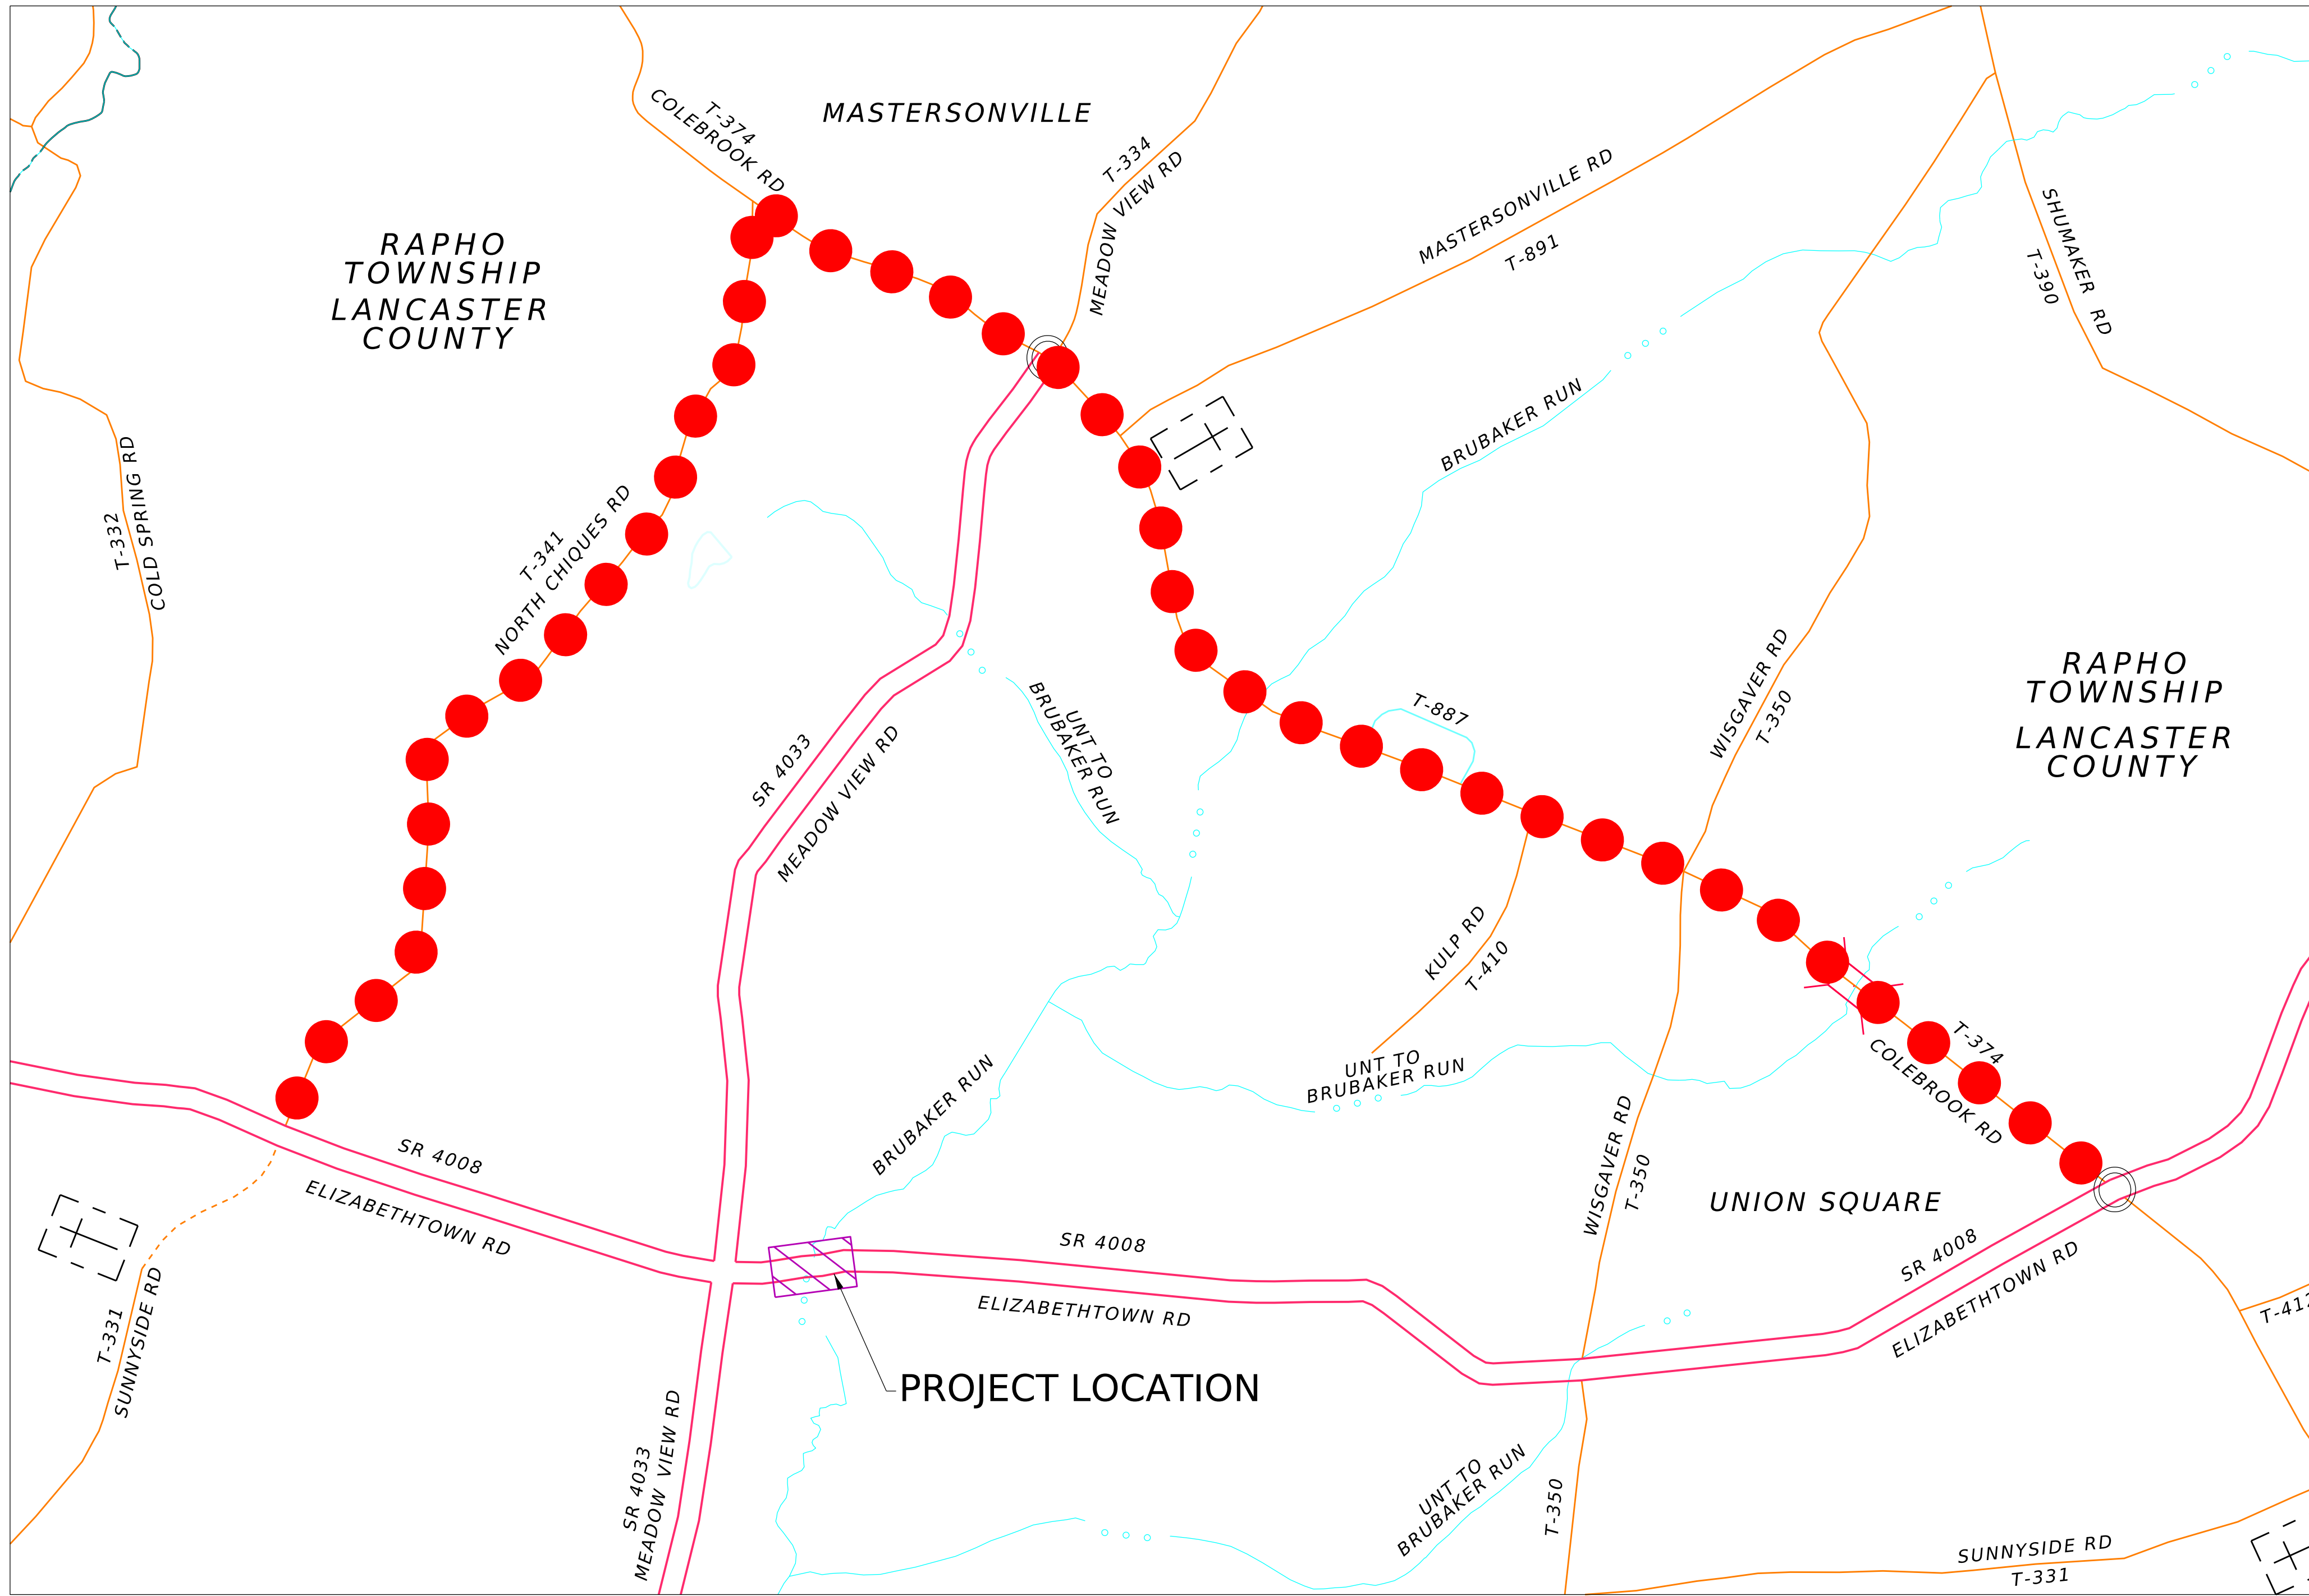 T-374
COLEBROOK RD
MASTERSONVILLE
T-334
MEADOW VIEW RD
MASTERSONVILLE RD
T-891
SHUMAKER RD
T-390
RAPHO
TOWNSHIP
LANCASTER
COUNTY
T-332
COLD SPRING RD
T-341
NORTH CHIQUES RD
BRUBAKER RUN
SR 4033
MEADOW VIEW RD
UNT TO
BRUBAKER RUN
T-887
WISGAVER RD
T-350
RAPHO
TOWNSHIP
LANCASTER
COUNTY
KULP RD
T-410
UNT TO
BRUBAKER RUN
BRUBAKER RUN
T-374
COLEBROOK RD
SR 4008
ELIZABETHTOWN RD
WISGAVER RD
T-350
UNION SQUARE
SR 4008
ELIZABETHTOWN RD
SR 4008
ELIZABETHTOWN RD
T-412
T-331
SUNNYSIDE RD
PROJECT LOCATION
SR 4033
MEADOW VIEW RD
UNT TO
BRUBAKER RUN
T-350
SUNNYSIDE RD
T-331